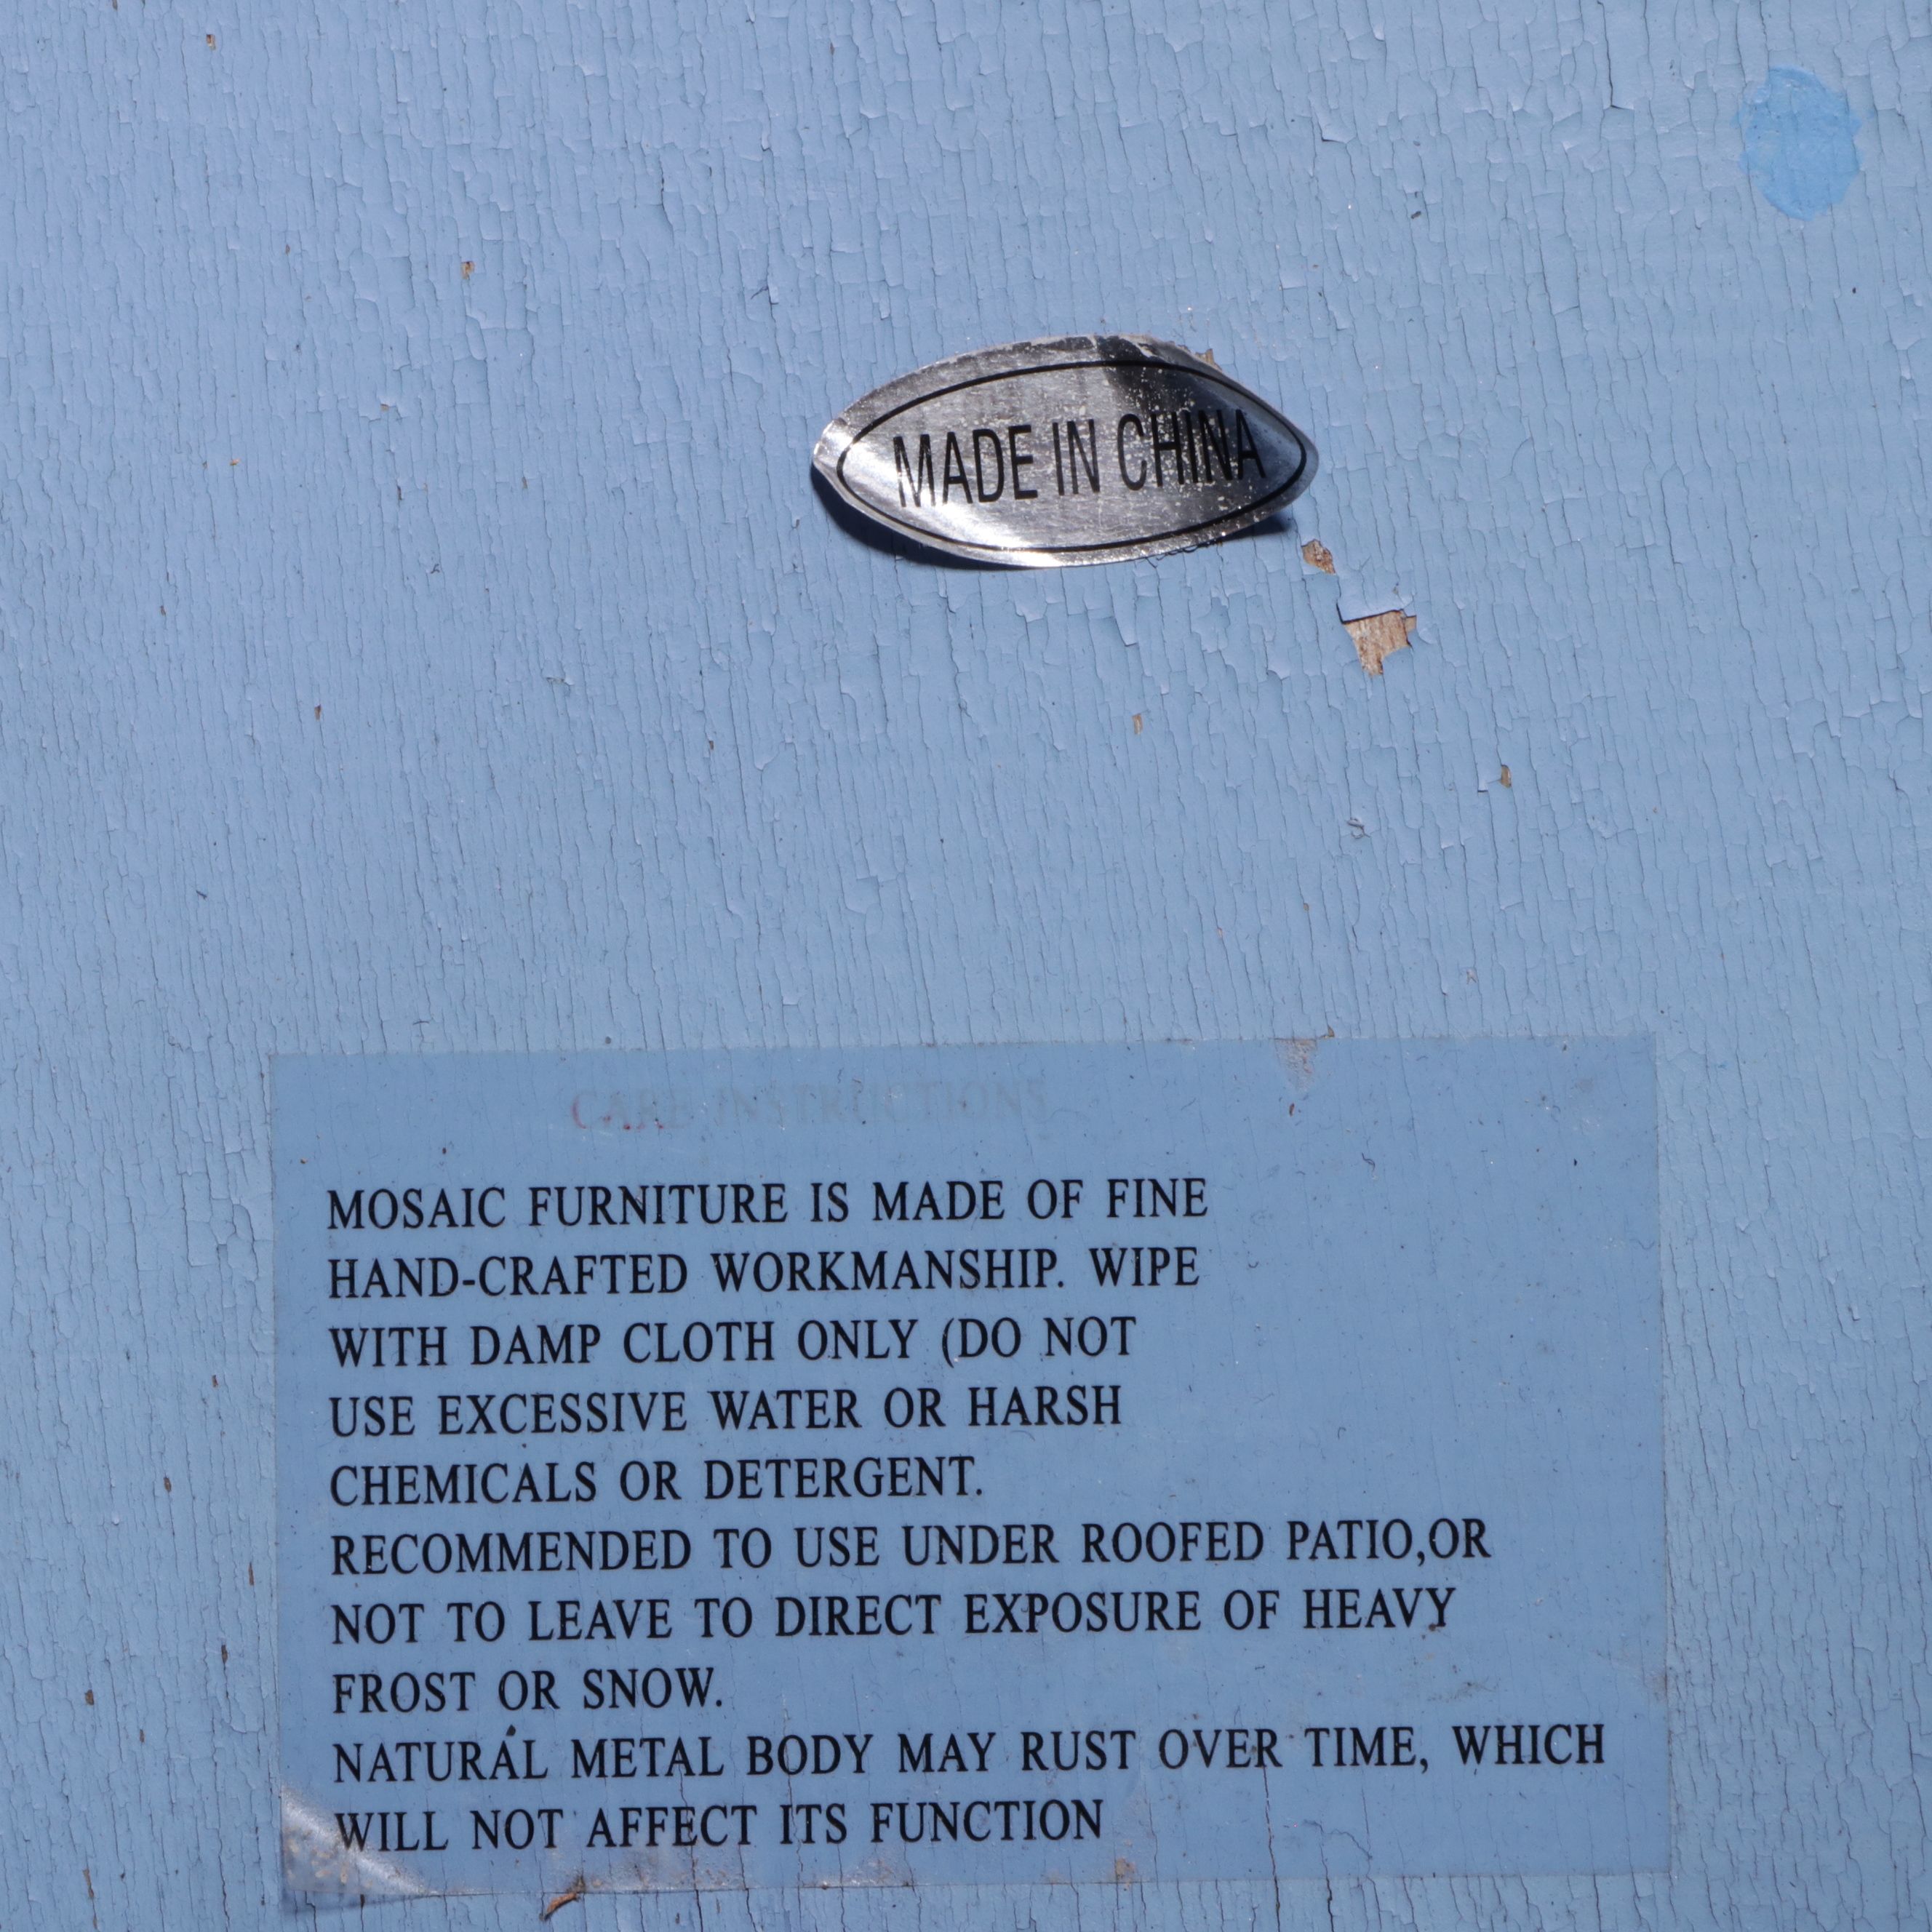 MADE IN CHINA
CARE INSTRUCTIONS
MOSAIC FURNITURE IS MADE OF FINE
HAND-CRAFTED WORKMANSHIP. WIPE
WITH DAMP CLOTH ONLY (DO NOT
USE EXCESSIVE WATER OR HARSH
CHEMICALS OR DETERGENT.
RECOMMENDED TO USE UNDER ROOFED PATIO,OR
NOT TO LEAVE TO DIRECT EXPOSURE OF HEAVY
FROST OR SNOW.
NATURAL METAL BODY MAY RUST OVER TIME, WHICH
WILL NOT AFFECT ITS FUNCTION